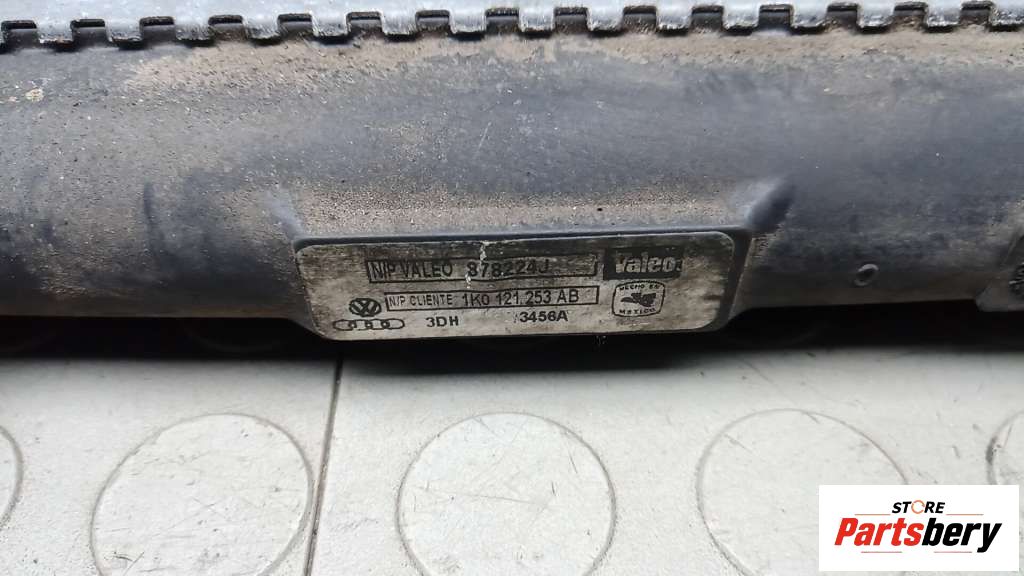 N/P VALEO 878224J Valeo
N/P CLIENTE 1K0 121 253 AB
HECHO EN
MEXICO
3DH 3456A
STORE
Partsbery